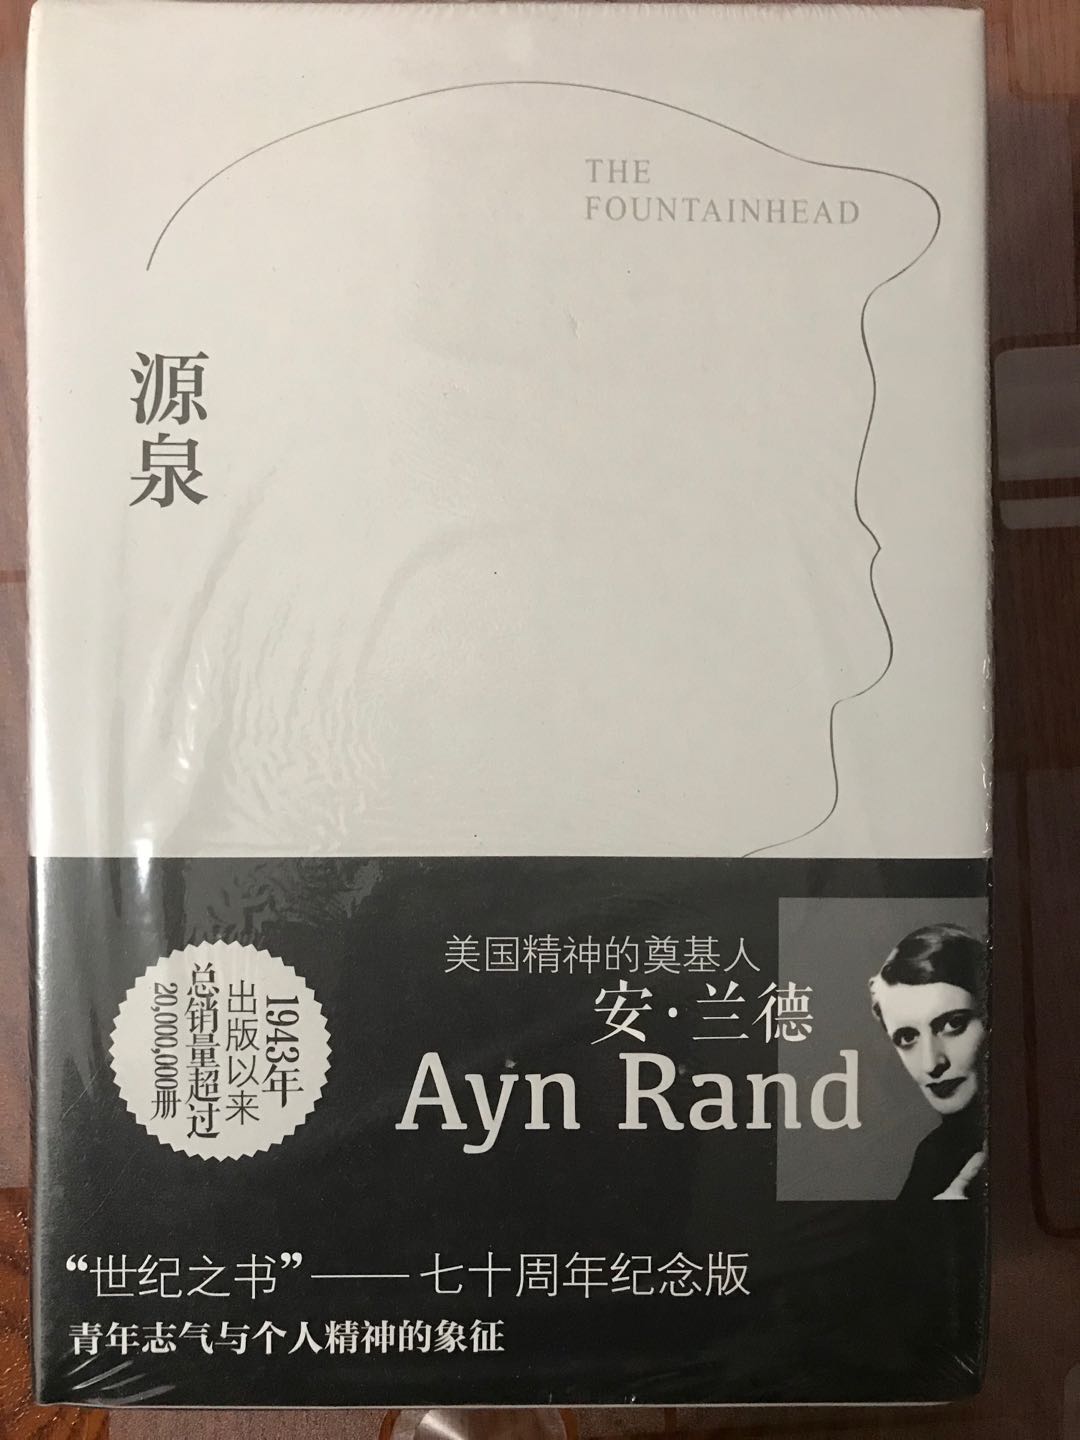 THE
FOUNTAINHEAD
源泉
美国精神的奠基人
安·兰德
Ayn Rand
1943年
出版以来
总销量超过
20,000,000册
“世纪之书”——七十周年纪念版
青年志气与个人精神的象征